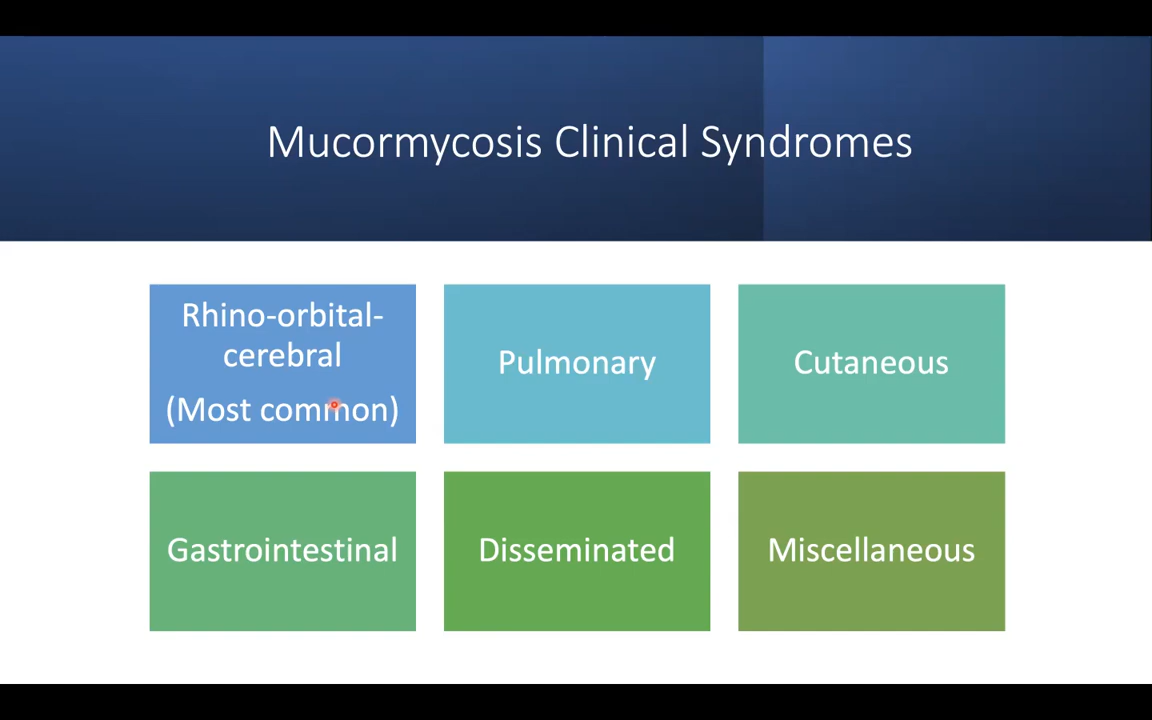 Mucormycosis Clinical Syndromes
Rhino-orbital-
cerebral
(Most common)
Pulmonary
Cutaneous
Gastrointestinal
Disseminated
Miscellaneous